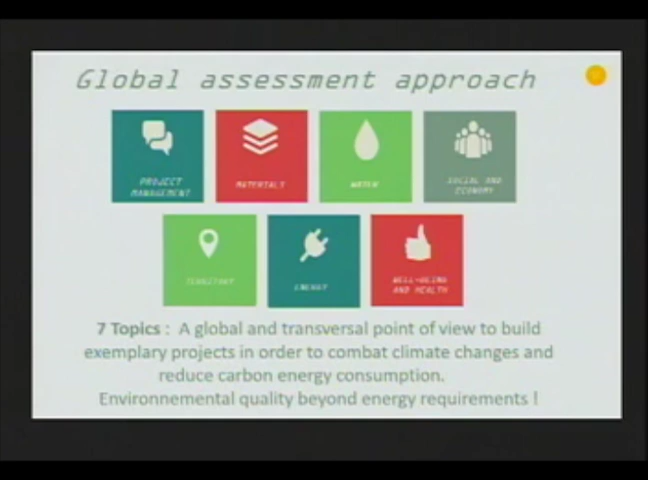 Global assessment approach
PROJECT
MANAGEMENT
MATERIALS
WATER
SOCIAL AND
ECONOMY
TERRITORY
ENERGY
WELL-BEING
AND HEALTH
7 Topics : A global and transversal point of view to build
exemplary projects in order to combat climate changes and
reduce carbon energy consumption.
Environnemental quality beyond energy requirements !